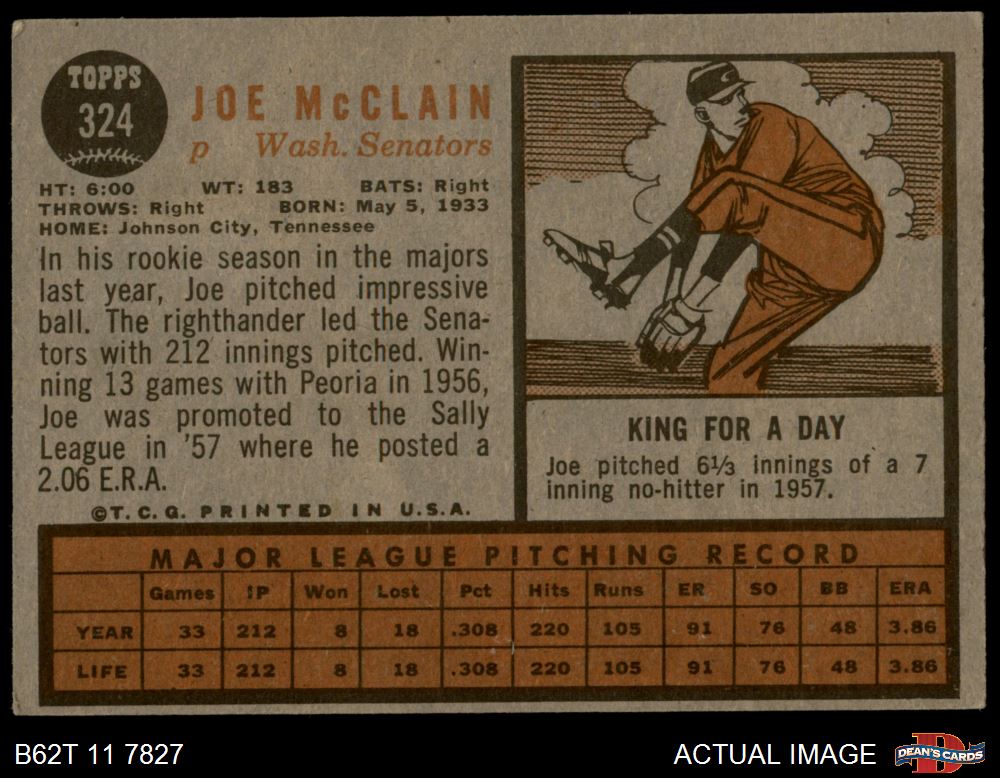 TOPPS
324
JOE McCLAIN
p Wash. Senators
HT: 6:00 WT: 183 BATS: Right
THROWS: Right BORN: May 5, 1933
HOME: Johnson City, Tennessee
In his rookie season in the majors
last year, Joe pitched impressive
ball. The righthander led the Sena-
tors with 212 innings pitched. Win-
ning 13 games with Peoria in 1956,
Joe was promoted to the Sally
League in '57 where he posted a
2.06 E.R.A.
©T. C. G. PRINTED IN U.S.A.
C
KING FOR A DAY
Joe pitched 6⅓ innings of a 7
inning no-hitter in 1957.
MAJOR LEAGUE PITCHING RECORD
Games IP Won Lost Pct Hits Runs ER SO BB ERA
YEAR 33 212 8 18 .308 220 105 91 76 48 3.86
LIFE 33 212 8 18 .308 220 105 91 76 48 3.86
B62T 11 7827
ACTUAL IMAGE
D
DEAN'S CARDS